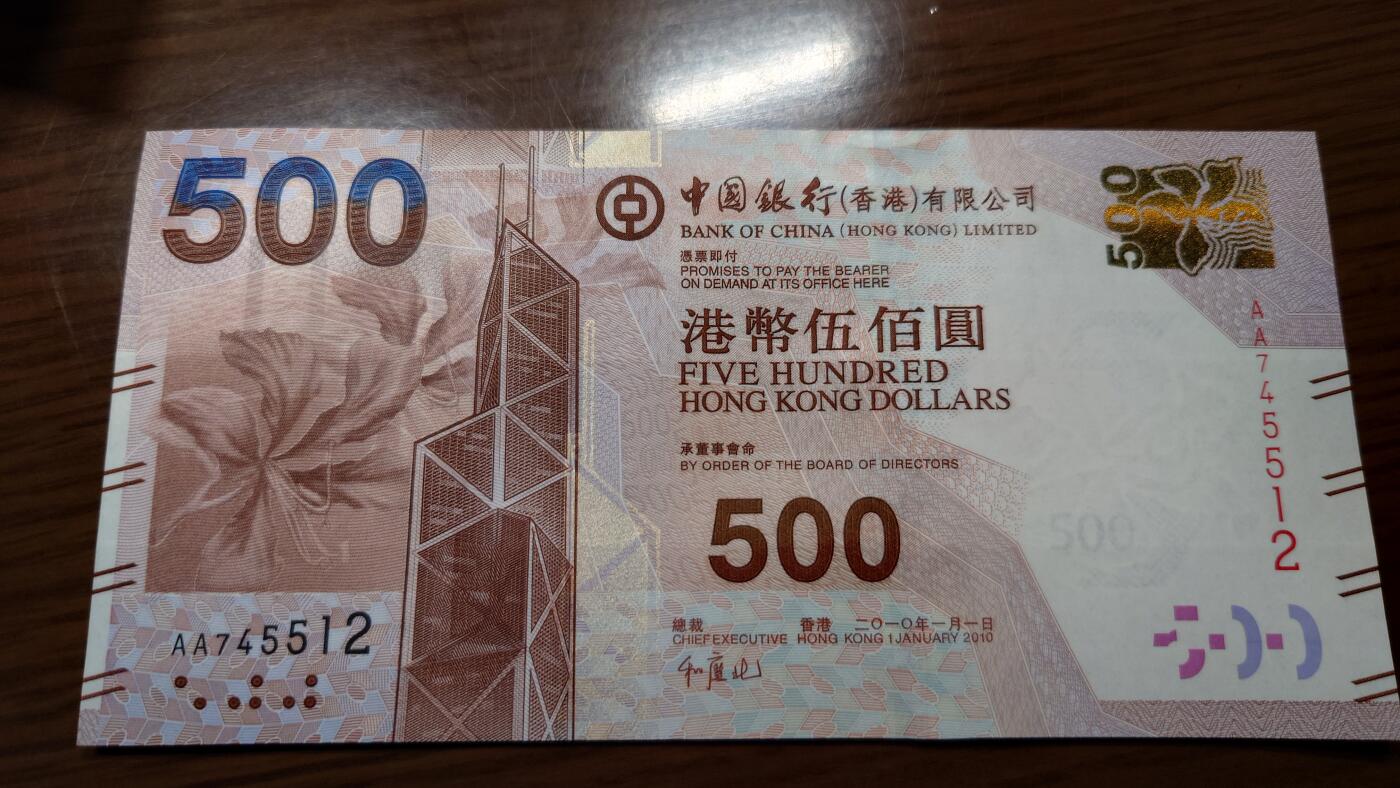 500
中國銀行(香港)有限公司
BANK OF CHINA (HONG KONG) LIMITED
憑票即付
PROMISES TO PAY THE BEARER
ON DEMAND AT ITS OFFICE HERE
港幣伍佰圓
FIVE HUNDRED
HONG KONG DOLLARS
承董事會命
BY ORDER OF THE BOARD OF DIRECTORS
500
總裁 香港 二〇一〇年一月一日
CHIEF EXECUTIVE HONG KONG 1 JANUARY 2010
和廣北
AA745512
500
AA745512
500
500